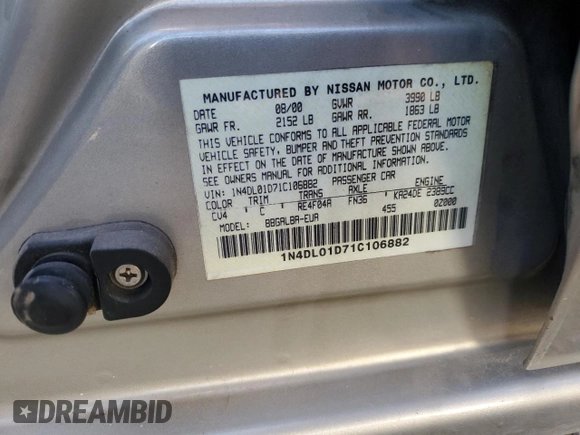 MANUFACTURED BY NISSAN MOTOR CO., LTD.
DATE 08/00 GVWR 3990 LB
GAWR FR. 2152 LB GAWR RR. 1863 LB
THIS VEHICLE CONFORMS TO ALL APPLICABLE FEDERAL MOTOR
VEHICLE SAFETY, BUMPER AND THEFT PREVENTION STANDARDS
IN EFFECT ON THE DATE OF MANUFACTURE SHOWN ABOVE.
SEE OWNERS MANUAL FOR ADDITIONAL INFORMATION.
VIN: 1N4DL01D71C106882 PASSENGER CAR
COLOR TRIM TRANS AXLE ENGINE
CV4 C RE4F04A FN36 KA24DE 2389CC
455 0Z000
MODEL: BBGALBA-EUA
1N4DL01D71C106882
DREAMBID